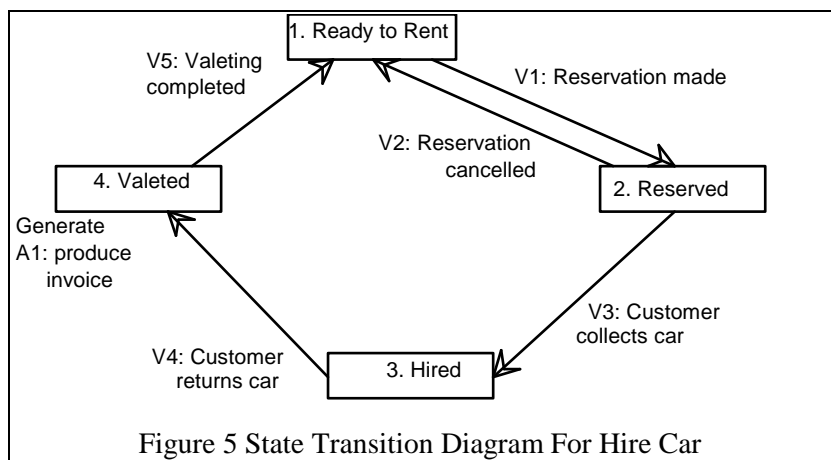 1. Ready to Rent
V5: Valeting
completed
V1: Reservation made
V2: Reservation
cancelled
4. Valeted
2. Reserved
Generate
A1: produce
invoice
V3: Customer
collects car
V4: Customer
returns car
3. Hired
Figure 5 State Transition Diagram For Hire Car